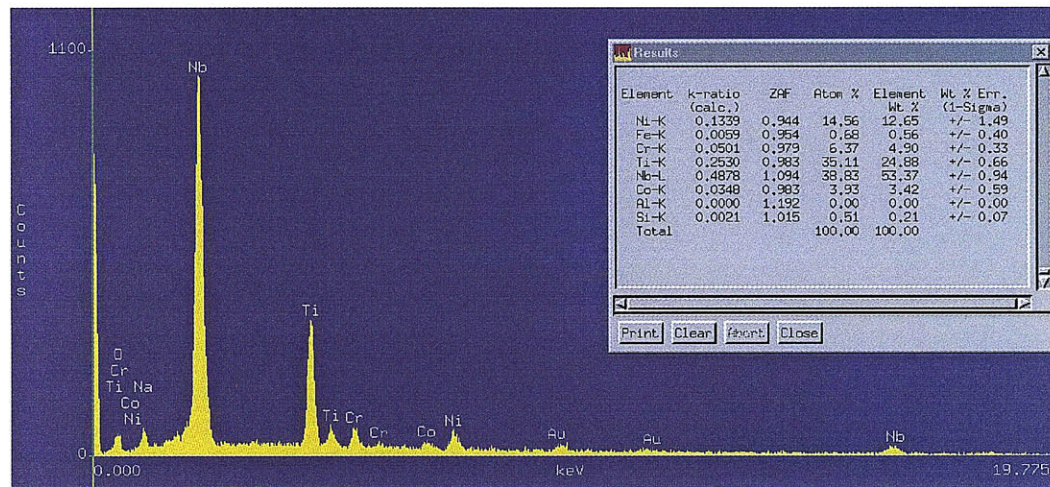 1100
Nb
Ti
O
Cr
Ti Na
Co
Ni
Ti
Cr
Cr
Co
Ni
Au
Au
Nb
Counts
0
0.000
keV
19.775
Results
Element k-ratio ZAF Atom % Element Wt % Err.
(calc.) Wt % (1-Sigma)
Ni-K 0.1339 0.944 14.56 12.65 +/- 1.49
Fe-K 0.0059 0.954 0.68 0.56 +/- 0.40
Cr-K 0.0501 0.979 6.37 4.90 +/- 0.33
Ti-K 0.2530 0.983 35.11 24.88 +/- 0.66
Nb-L 0.4878 1.094 38.83 53.37 +/- 0.94
Co-K 0.0348 0.983 3.93 3.42 +/- 0.59
Al-K 0.0000 1.192 0.00 0.00 +/- 0.00
Si-K 0.0021 1.015 0.51 0.21 +/- 0.07
Total 100.00 100.00
Print Clear Abort Close